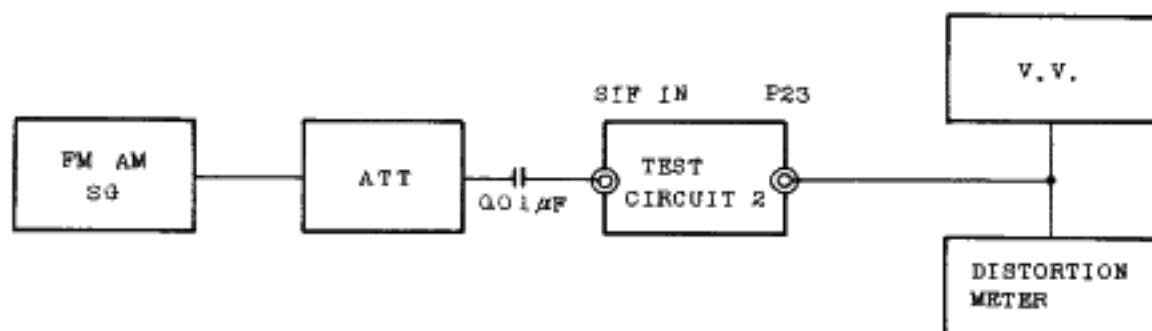 FM AM
SG
ATT
0.01μF
SIF IN
P23
TEST
CIRCUIT 2
V.V.
DISTORTION
METER